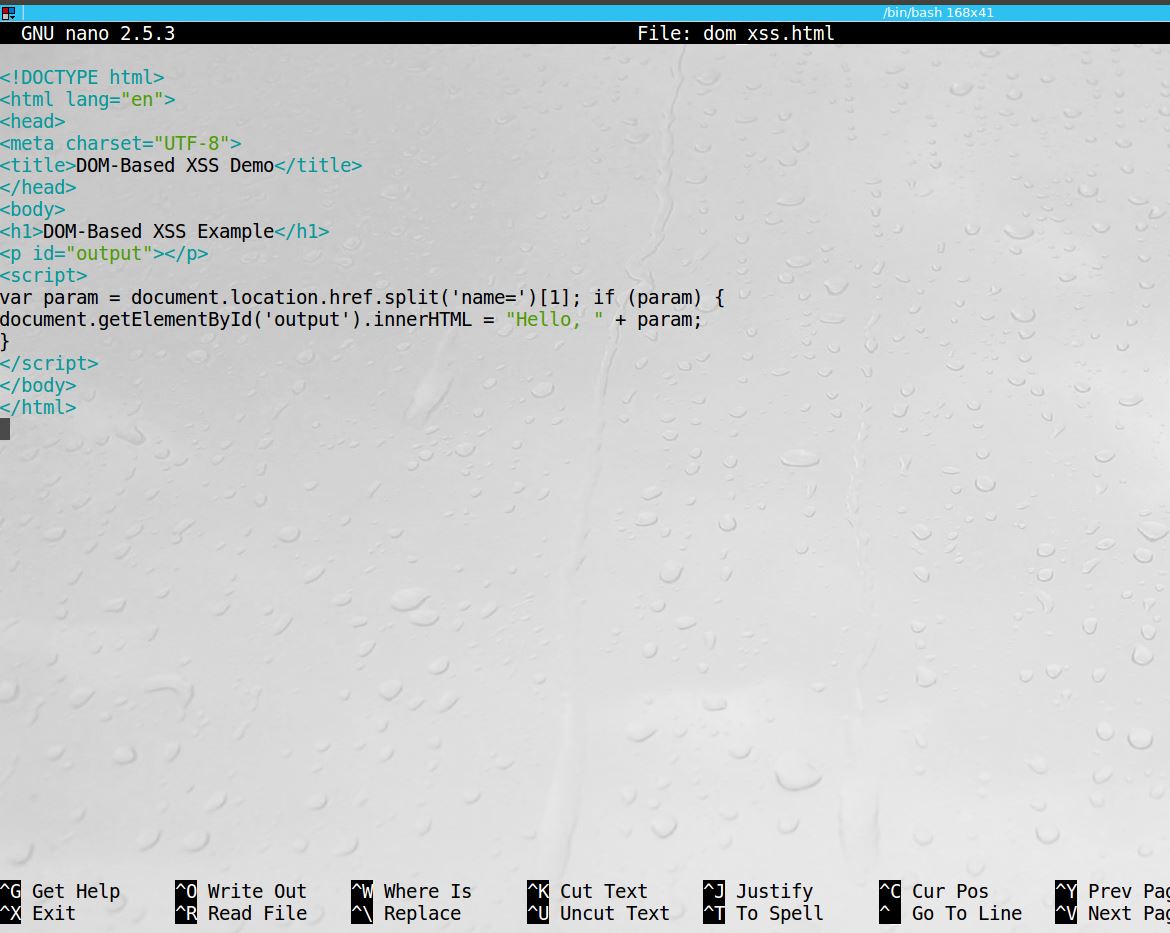 /bin/bash 168x41
GNU nano 2.5.3 File: dom_xss.html
<!DOCTYPE html>
<html lang="en">
<head>
<meta charset="UTF-8">
<title>DOM-Based XSS Demo</title>
</head>
<body>
<h1>DOM-Based XSS Example</h1>
<p id="output"></p>
<script>
var param = document.location.href.split('name=')[1]; if (param) {
document.getElementById('output').innerHTML = "Hello, " + param;
}
</script>
</body>
</html>
^G Get Help ^O Write Out ^W Where Is ^K Cut Text ^J Justify ^C Cur Pos ^Y Prev Pag
^X Exit ^R Read File ^\ Replace ^U Uncut Text ^T To Spell ^ Go To Line ^V Next Pag